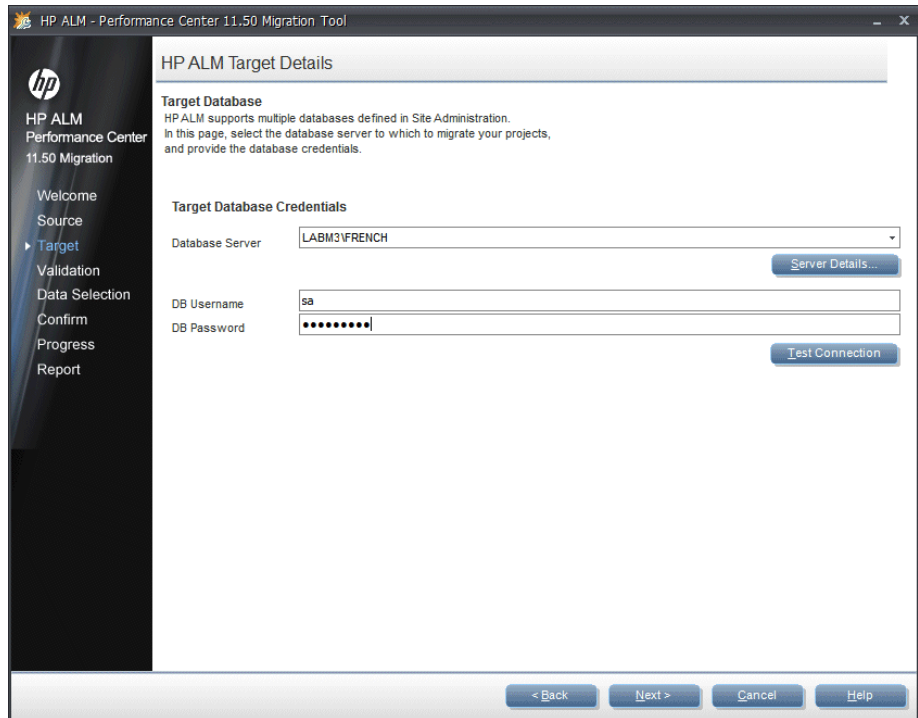 HP ALM - Performance Center 11.50 Migration Tool
hp
HP ALM
Performance Center
11.50 Migration
Welcome
Source
Target
Validation
Data Selection
Confirm
Progress
Report
HP ALM Target Details
Target Database
HP ALM supports multiple databases defined in Site Administration.
In this page, select the database server to which to migrate your projects,
and provide the database credentials.
Target Database Credentials
Database Server LABM3\FRENCH
Server Details...
DB Username sa
DB Password •••••••••
Test Connection
< Back Next > Cancel Help